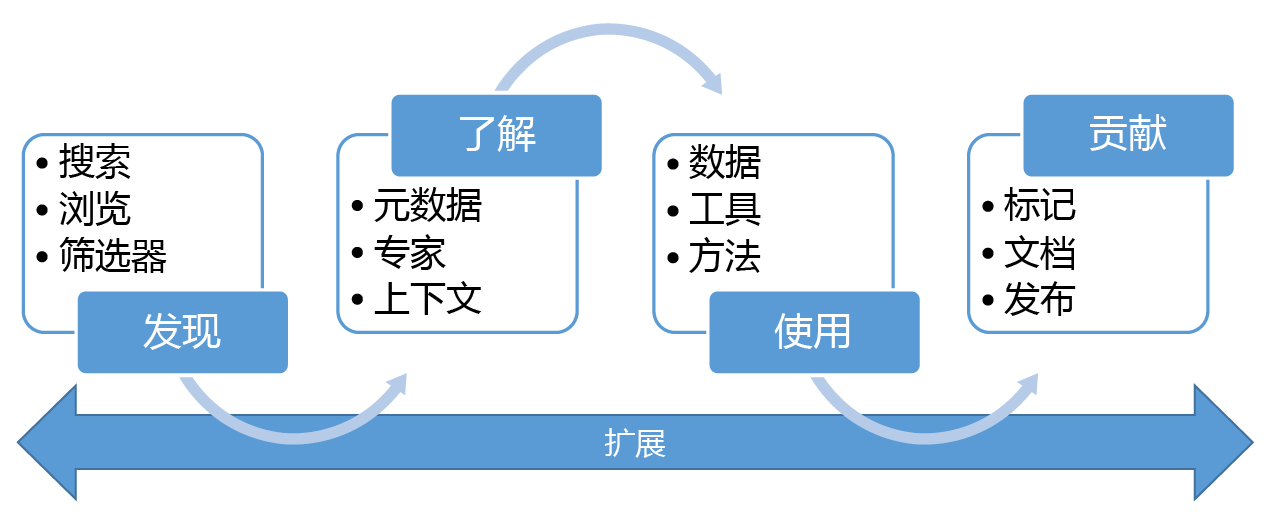 • 搜索
• 浏览
• 筛选器
发现
了解
• 元数据
• 专家
• 上下文
• 数据
• 工具
• 方法
使用
贡献
• 标记
• 文档
• 发布
扩展